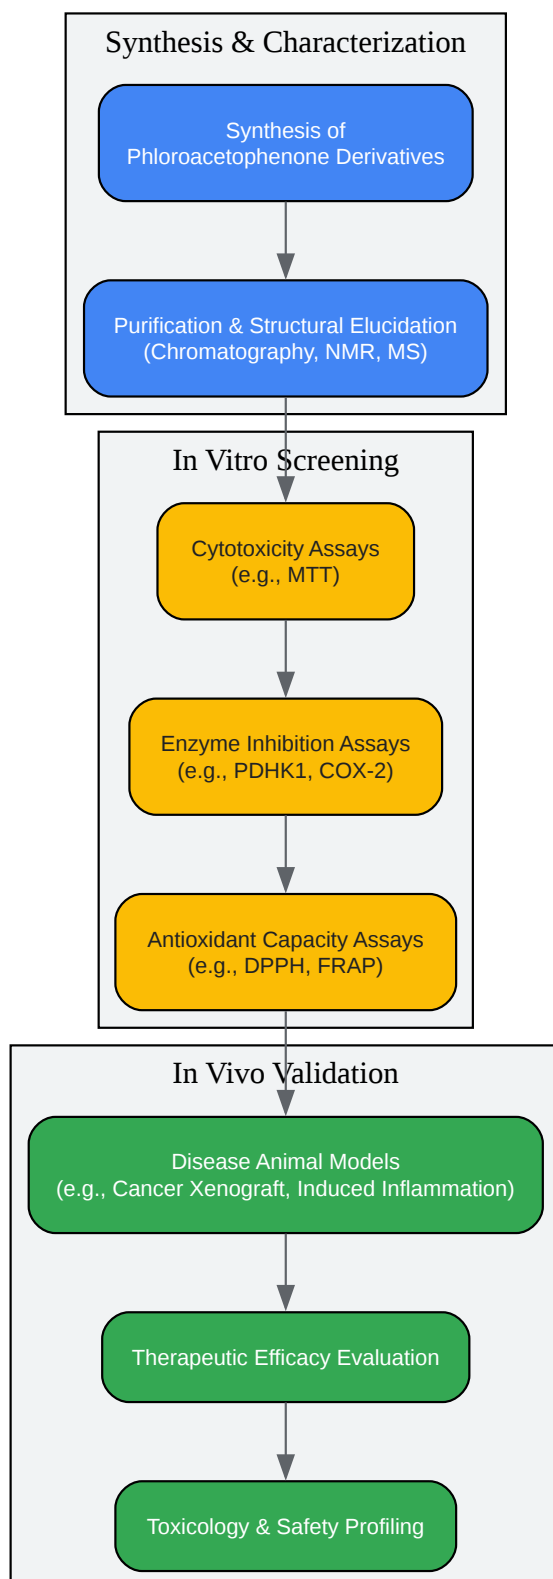 Synthesis & Characterization
Synthesis of
Phloroacetophenone Derivatives
Purification & Structural Elucidation
(Chromatography, NMR, MS)
In Vitro Screening
Cytotoxicity Assays
(e.g., MTT)
Enzyme Inhibition Assays
(e.g., PDHK1, COX-2)
Antioxidant Capacity Assays
(e.g., DPPH, FRAP)
In Vivo Validation
Disease Animal Models
(e.g., Cancer Xenograft, Induced Inflammation)
Therapeutic Efficacy Evaluation
Toxicology & Safety Profiling